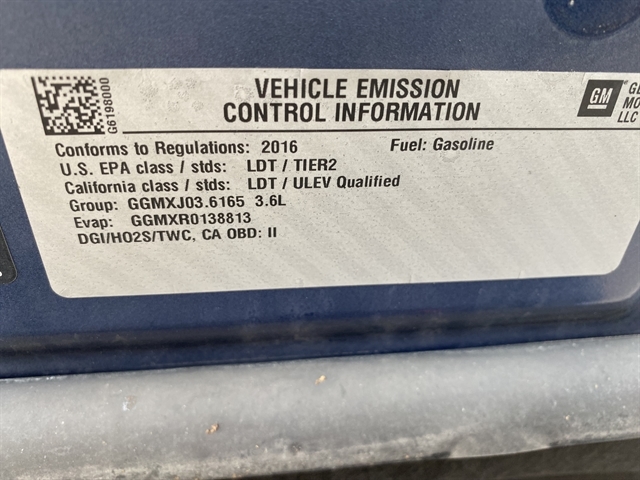 VEHICLE EMISSION
CONTROL INFORMATION
G6198000
GM
LLC
Conforms to Regulations: 2016 Fuel: Gasoline
U.S. EPA class / stds: LDT / TIER2
California class / stds: LDT / ULEV Qualified
Group: GGMXJ03.6165 3.6L
Evap: GGMXR0138813
DGI/HO2S/TWC, CA OBD: II